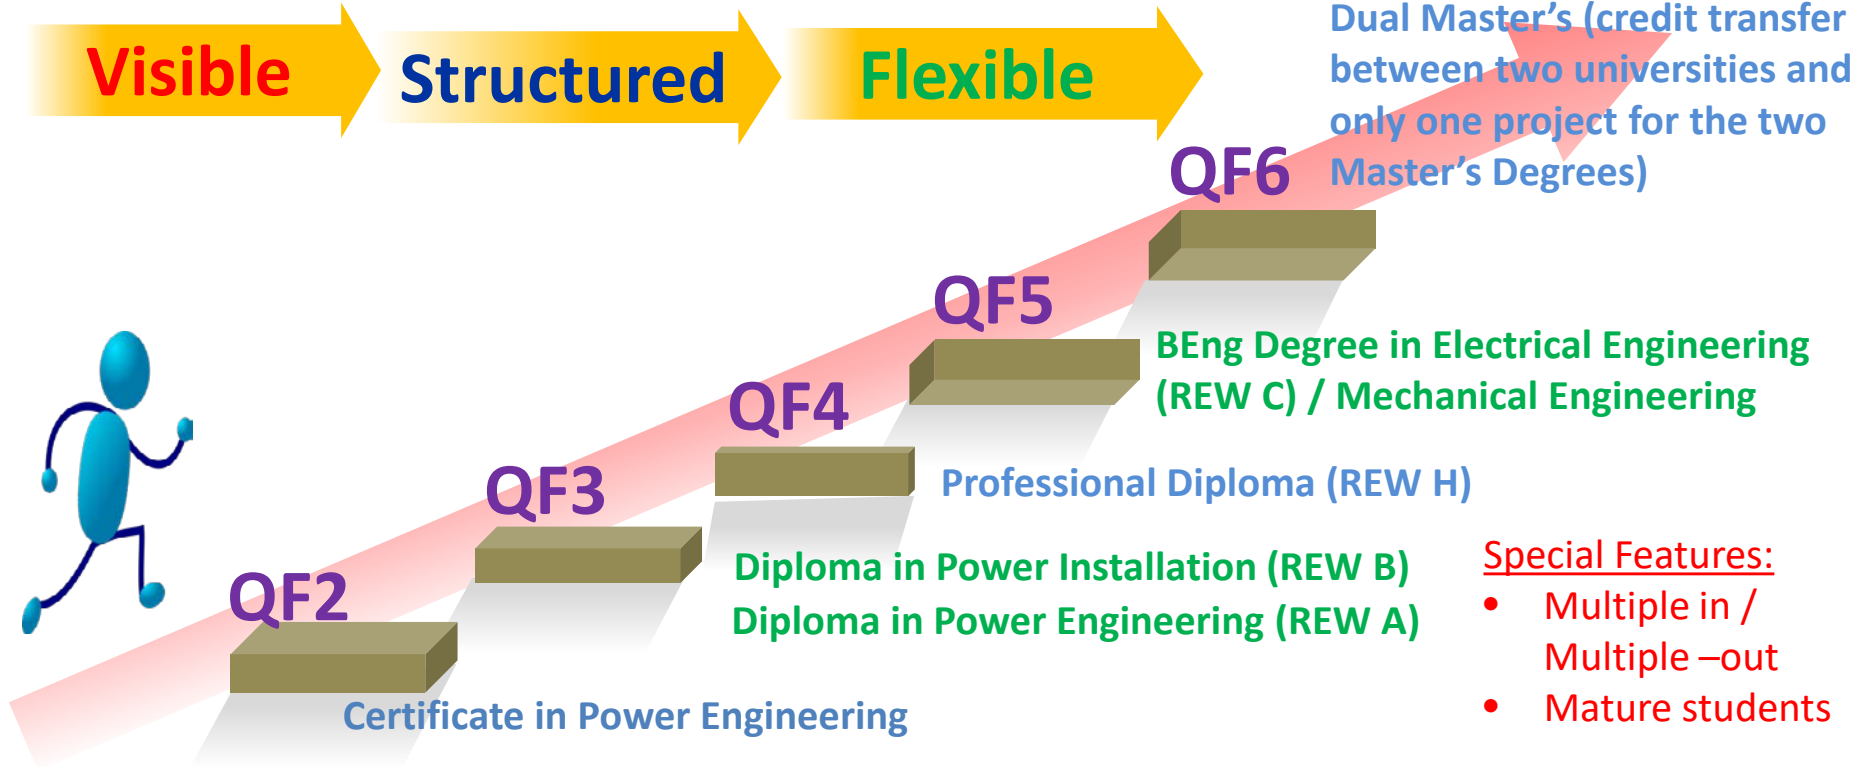 Visible
Structured
Flexible
Dual Master's (credit transfer
between two universities and
only one project for the two
Master's Degrees)
QF6
QF5
BEng Degree in Electrical Engineering
(REW C) / Mechanical Engineering
QF4
Professional Diploma (REW H)
QF3
Diploma in Power Installation (REW B)
Diploma in Power Engineering (REW A)
QF2
Certificate in Power Engineering
Special Features:
• Multiple in /
Multiple –out
• Mature students